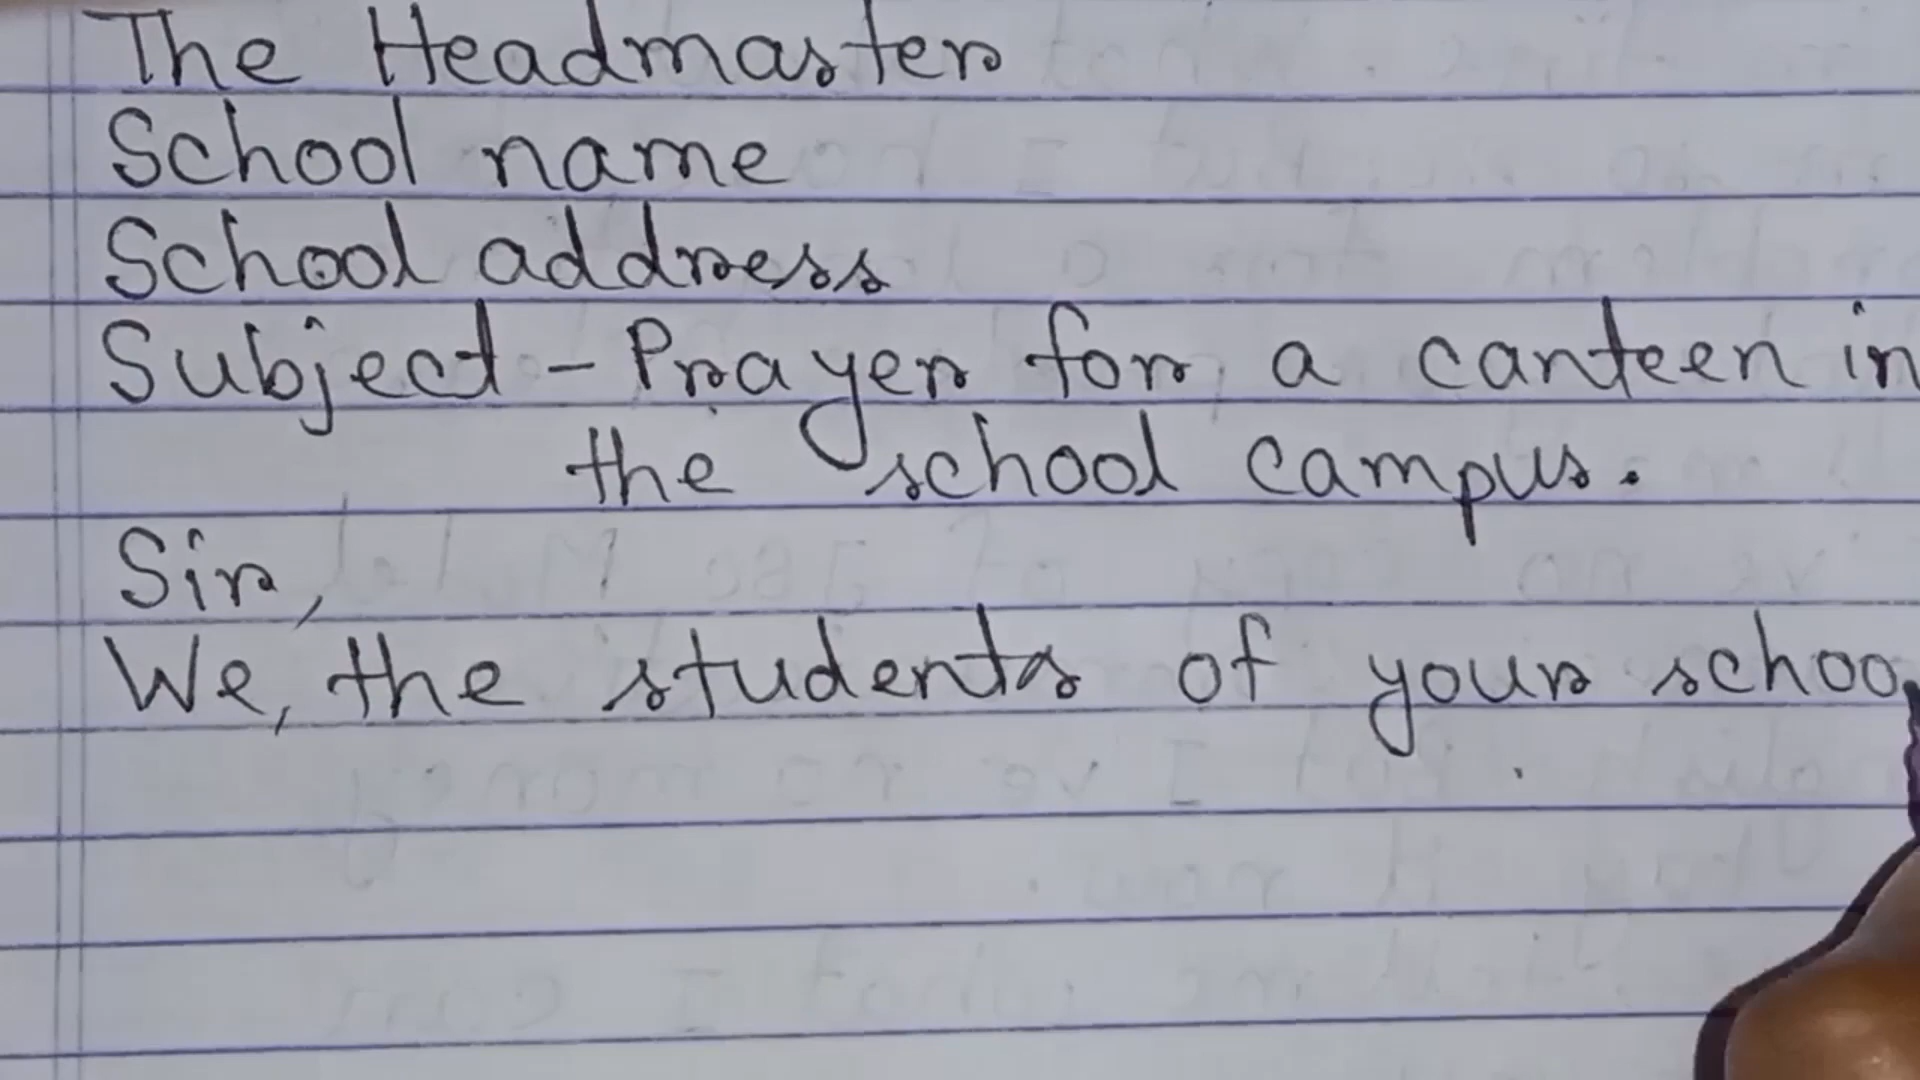 The Headmaster
School name
School address
Subject - Prayer for a canteen in
the school campus.
Sir,
We, the students of your schoo